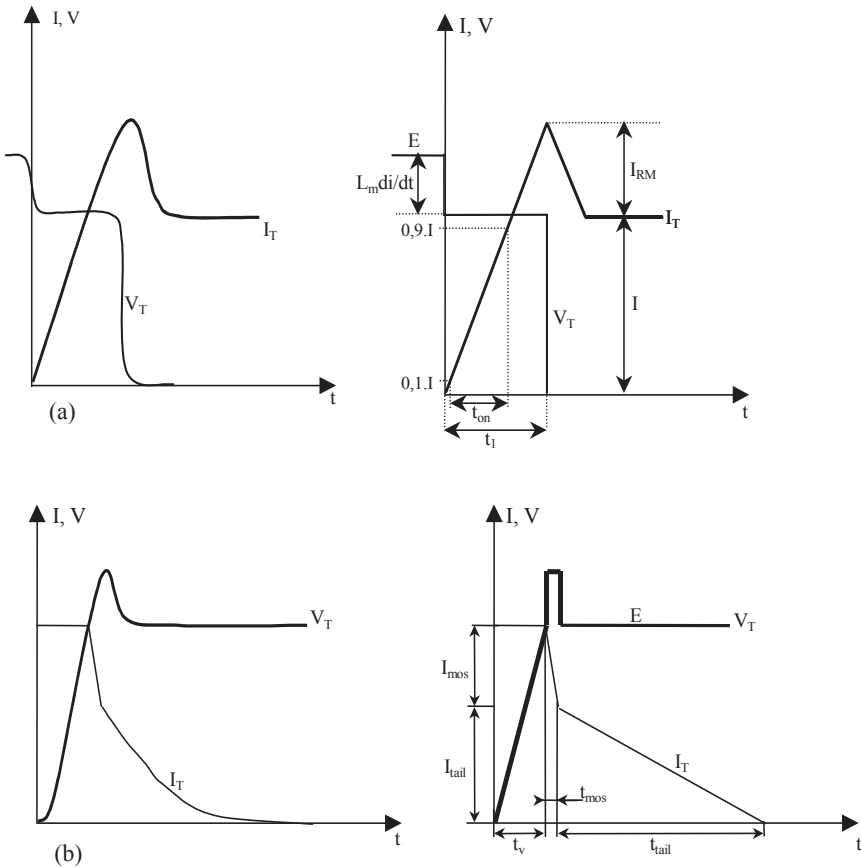 I, V
I_T
V_T
t
(a)
I, V
E
L_m di/dt
I_RM
0,9.I
I_T
V_T
I
0,1.I
t_on
t_1
t
I, V
V_T
I_T
t
(b)
I, V
E
V_T
I_mos
I_tail
I_T
t_mos
t_v
t_tail
t